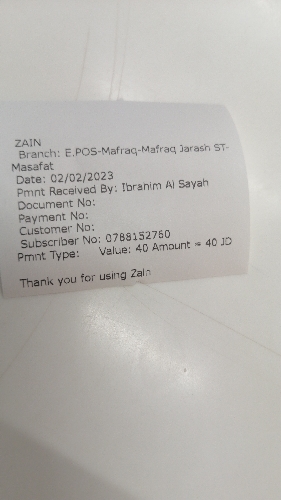 ZAIN
Branch: E.POS-Mafraq-Mafraq Jarash ST-
Masafat
Date: 02/02/2023
Pmnt Received By: Ibrahim Al Sayah
Document No:
Payment No:
Customer No:
Subscriber No: 0788152760
Pmnt Type: Value: 40 Amount = 40 JD
Thank you for using Zain